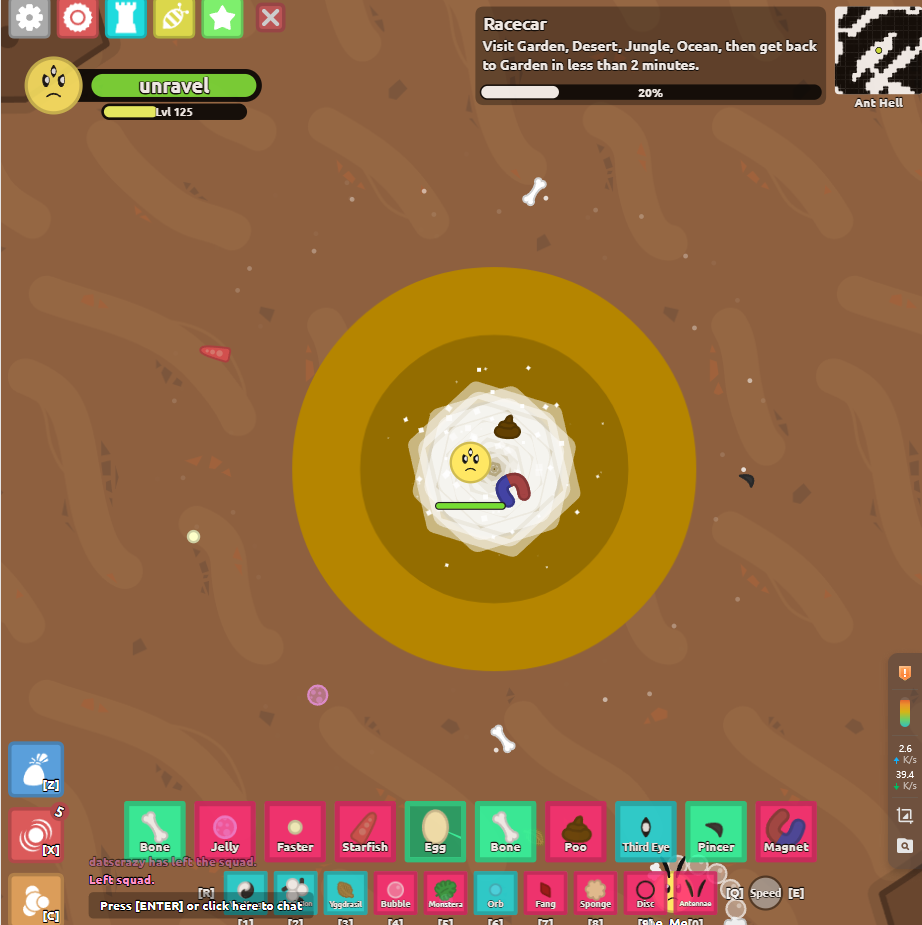 Racecar
Visit Garden, Desert, Jungle, Ocean, then get back
to Garden in less than 2 minutes.
20%
Ant Hell
unravel
Lvl 125
2.6
K/s
39.4
K/s
[Z]
5
[X]
[C]
Bone
Jelly
Faster
Starfish
Egg
Bone
Poo
Third Eye
Pincer
Magnet
datscrazy has left the squad.
Left squad.
Press [ENTER] or click here to chat
[R]
Yggdrasil
Bubble
Monstera
Orb
Fang
Sponge
Disc
Antennae
[Q]
Speed
[E]
[1]
[2]
[3]
[4]
[5]
[6]
[7]
[8]
[0]